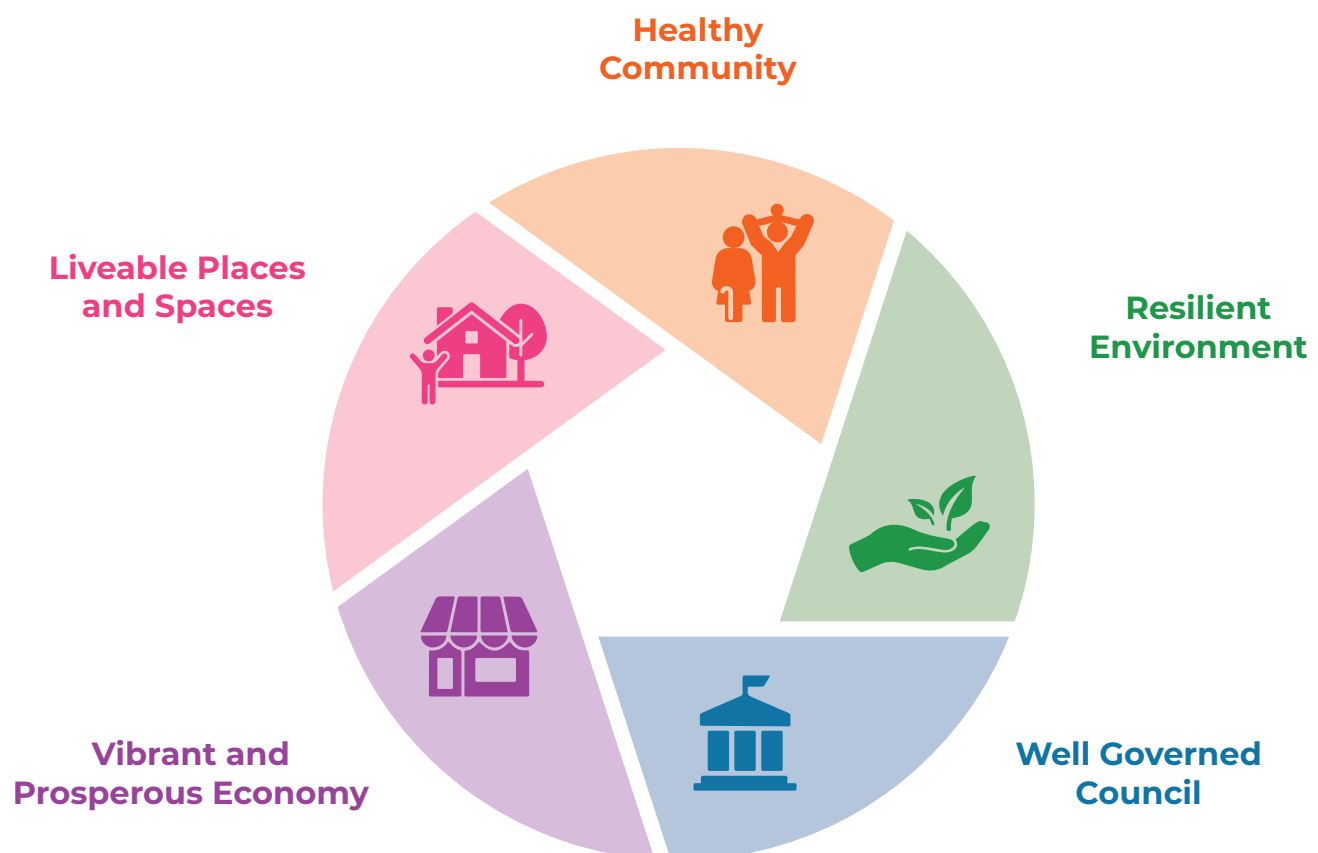 Healthy
Community
Liveable Places
and Spaces
Resilient
Environment
Vibrant and
Prosperous Economy
Well Governed
Council